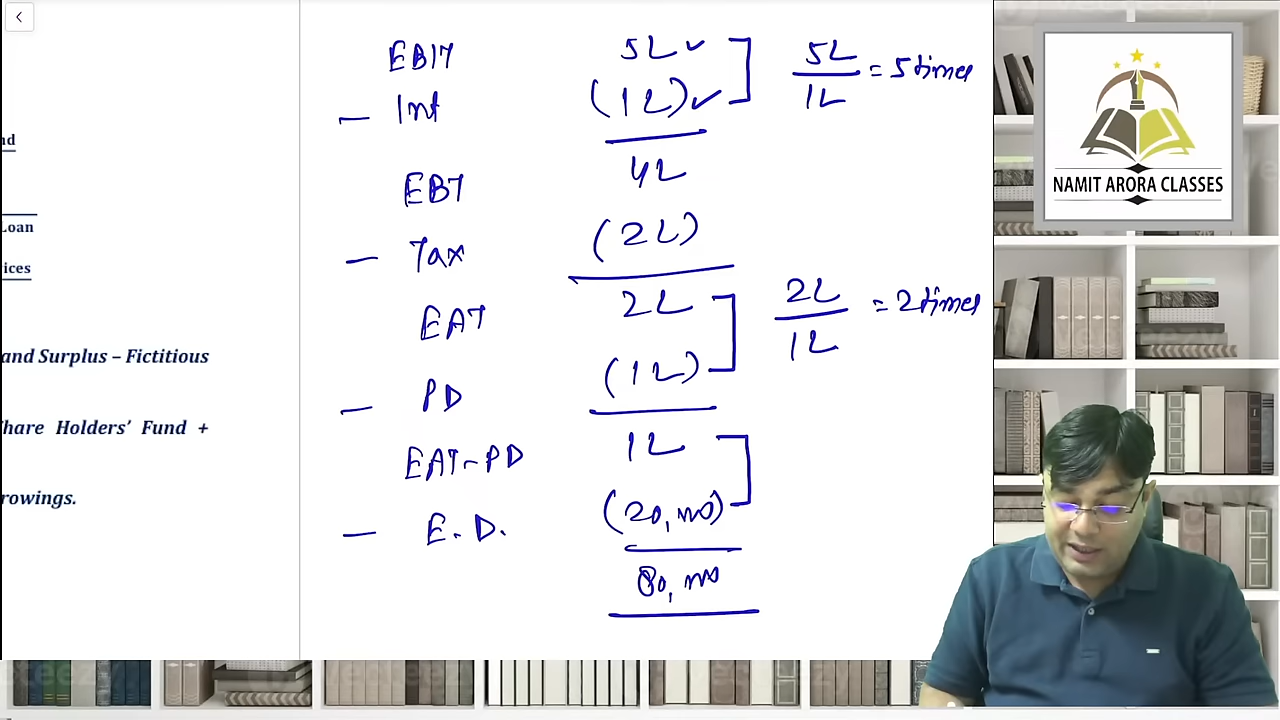 nd
Loan
ices
and Surplus – Fictitious
hare Holders' Fund +
rowings.
EBIT 5L ✓ 5L/1L = 5 times
– Int (1L) ✓
4L
EBT
– Tax (2L)
EAT 2L 2L/1L = 2 times
– PD (1L)
EAT-PD 1L
– E.D. (20,000)
80,000
NAMIT ARORA CLASSES